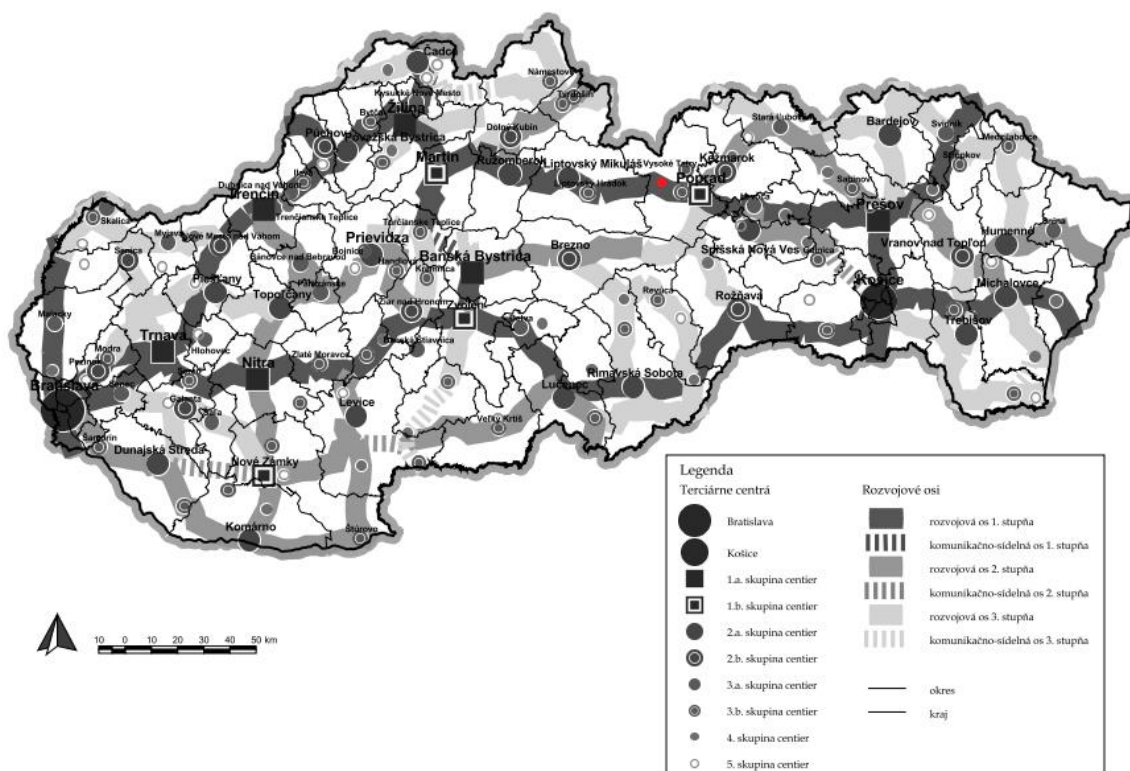 Čadca
Námestovo
Tvrdošín
Kysucké Nové Mesto
Žilina
Bytča
Púchov
Považská Bystrica
Dolný Kubín
Martin
Ružomberok
Liptovský Mikuláš
Liptovský Hrádok
Vysoké Tatry
Kežmarok
Poprad
Stará Ľubovňa
Bardejov
Svidník
Stropkov
Medzilaborce
Sabinov
Prešov
Ilava
Dubnica nad Váhom
Trenčín
Trenčianske Teplice
Turčianske Teplice
Skalica
Senica
Myjava
Nové Mesto nad Váhom
Bánovce nad Bebravou
Prievidza
Bojnice
Handlová
Kremnica
Banská Bystrica
Brezno
Levoča
Spišská Nová Ves
Gelnica
Vranov nad Topľou
Humenné
Snina
Piešťany
Partizánske
Topoľčany
Žiar nad Hronom
Zvolen
Detva
Revúca
Rožňava
Košice
Michalovce
Trebišov
Malacky
Modra
Pezinok
Trnava
Hlohovec
Zlaté Moravce
Banská Štiavnica
Bratislava
Senec
Sereď
Nitra
Galanta
Šaľa
Levice
Lučenec
Rimavská Sobota
Veľký Krtíš
Šamorín
Dunajská Streda
Nové Zámky
Komárno
Štúrovo
10 0 10 20 30 40 50 km
Legenda
Terciárne centrá
Bratislava
Košice
1.a. skupina centier
1.b. skupina centier
2.a. skupina centier
2.b. skupina centier
3.a. skupina centier
3.b. skupina centier
4. skupina centier
5. skupina centier
Rozvojové osi
rozvojová os 1. stupňa
komunikačno-sídelná os 1. stupňa
rozvojová os 2. stupňa
komunikačno-sídelná os 2. stupňa
rozvojová os 3. stupňa
komunikačno-sídelná os 3. stupňa
okres
kraj